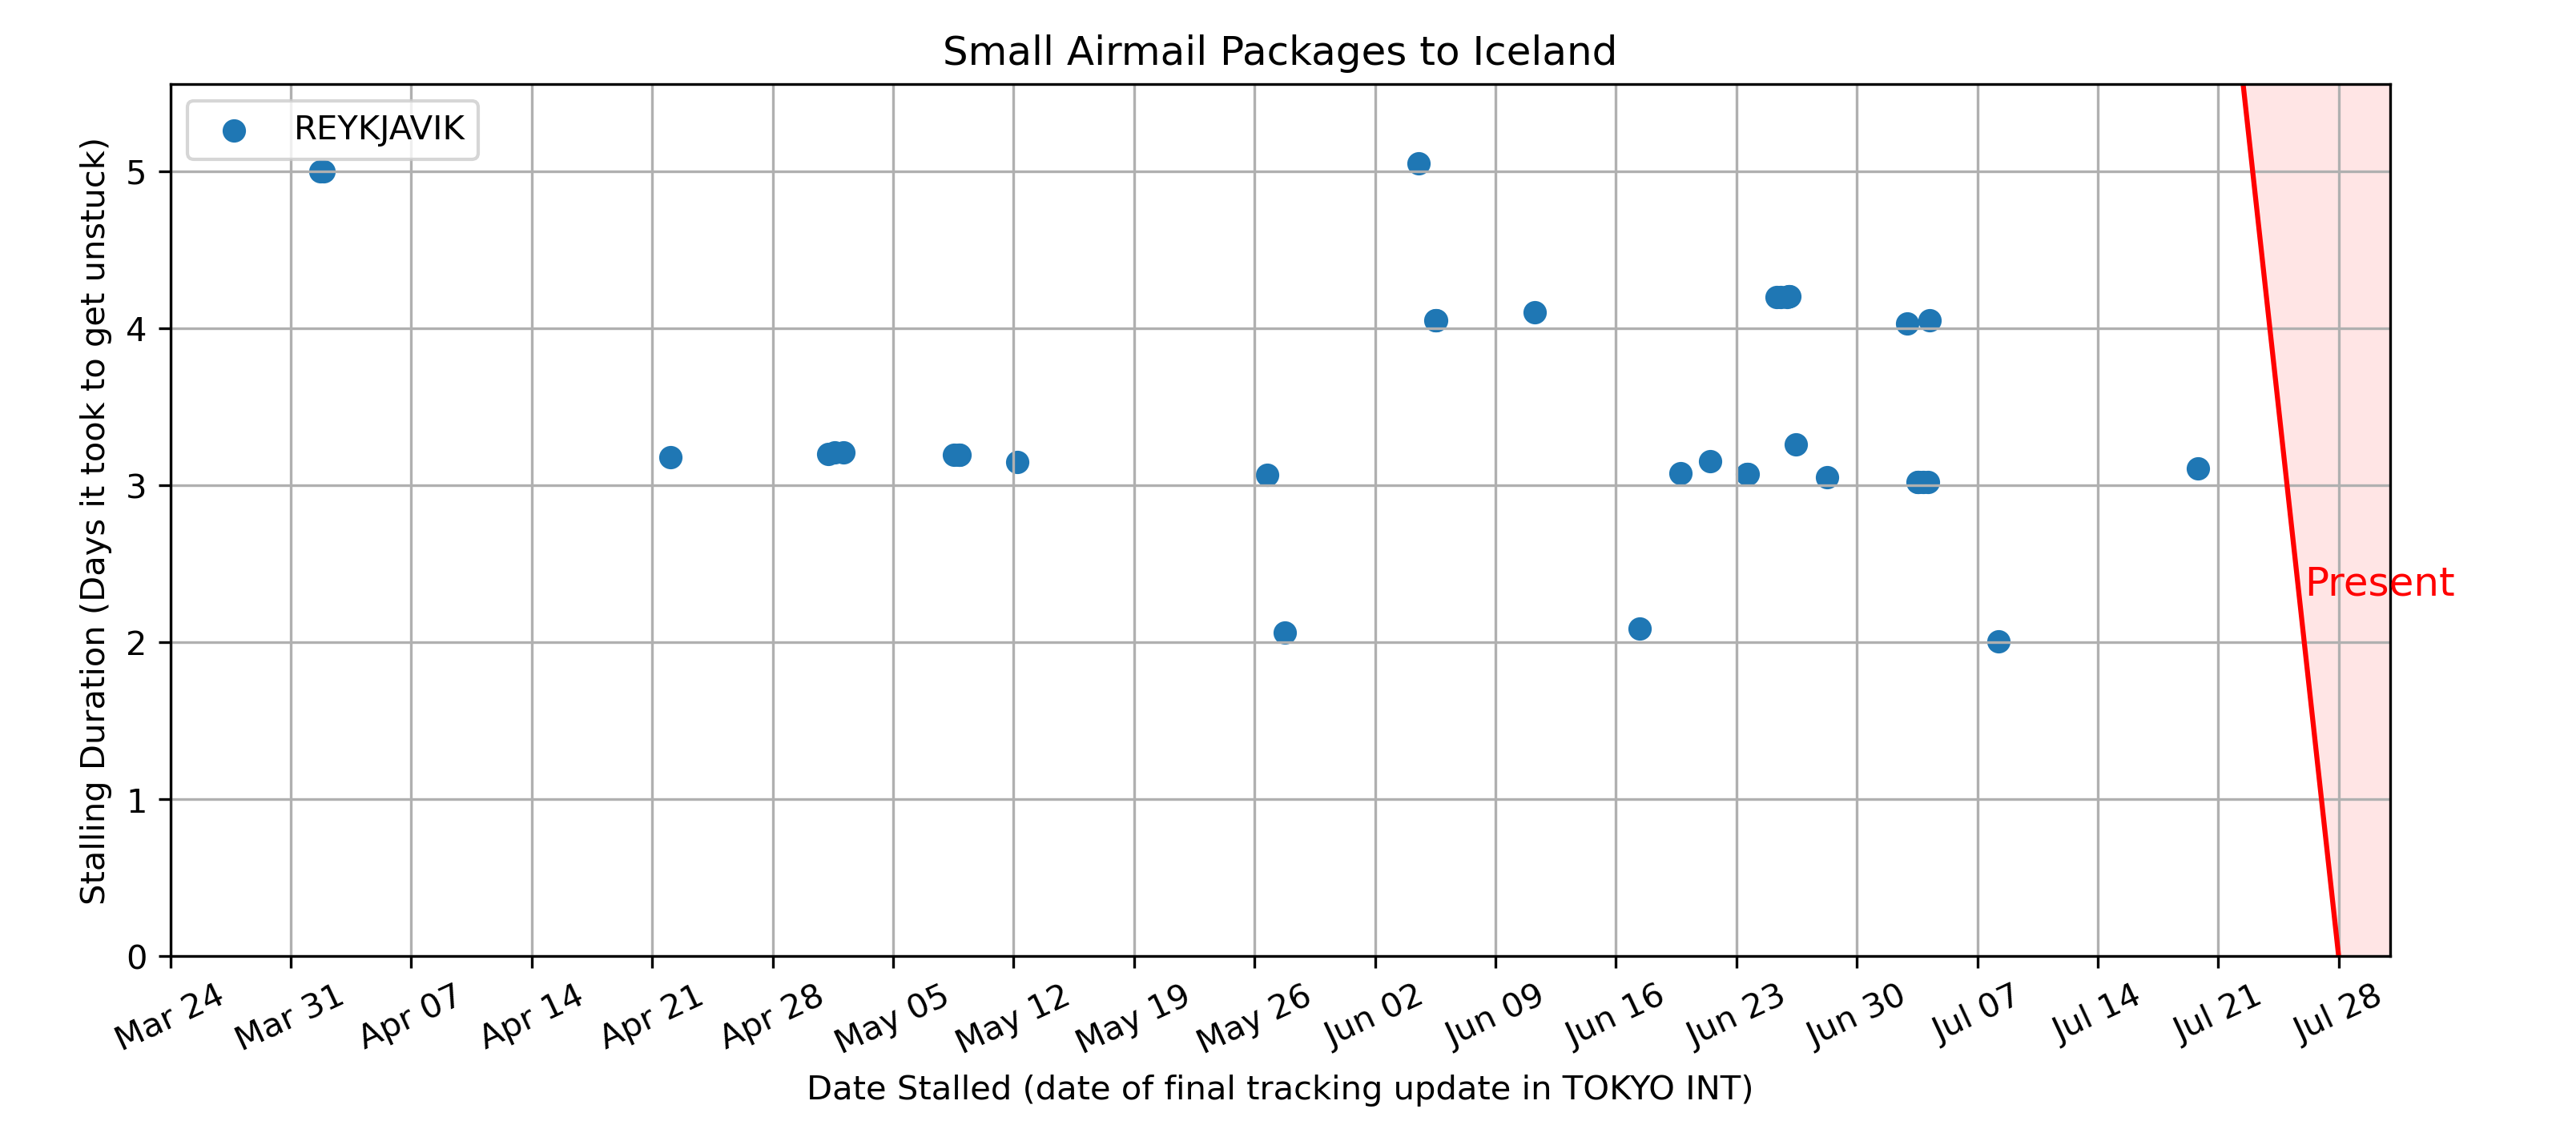 Small Airmail Packages to Iceland
REYKJAVIK
Stalling Duration (Days it took to get unstuck)
5
4
3
2
1
0
Present
Mar 24
Mar 31
Apr 07
Apr 14
Apr 21
Apr 28
May 05
May 12
May 19
May 26
Jun 02
Jun 09
Jun 16
Jun 23
Jun 30
Jul 07
Jul 14
Jul 21
Jul 28
Date Stalled (date of final tracking update in TOKYO INT)